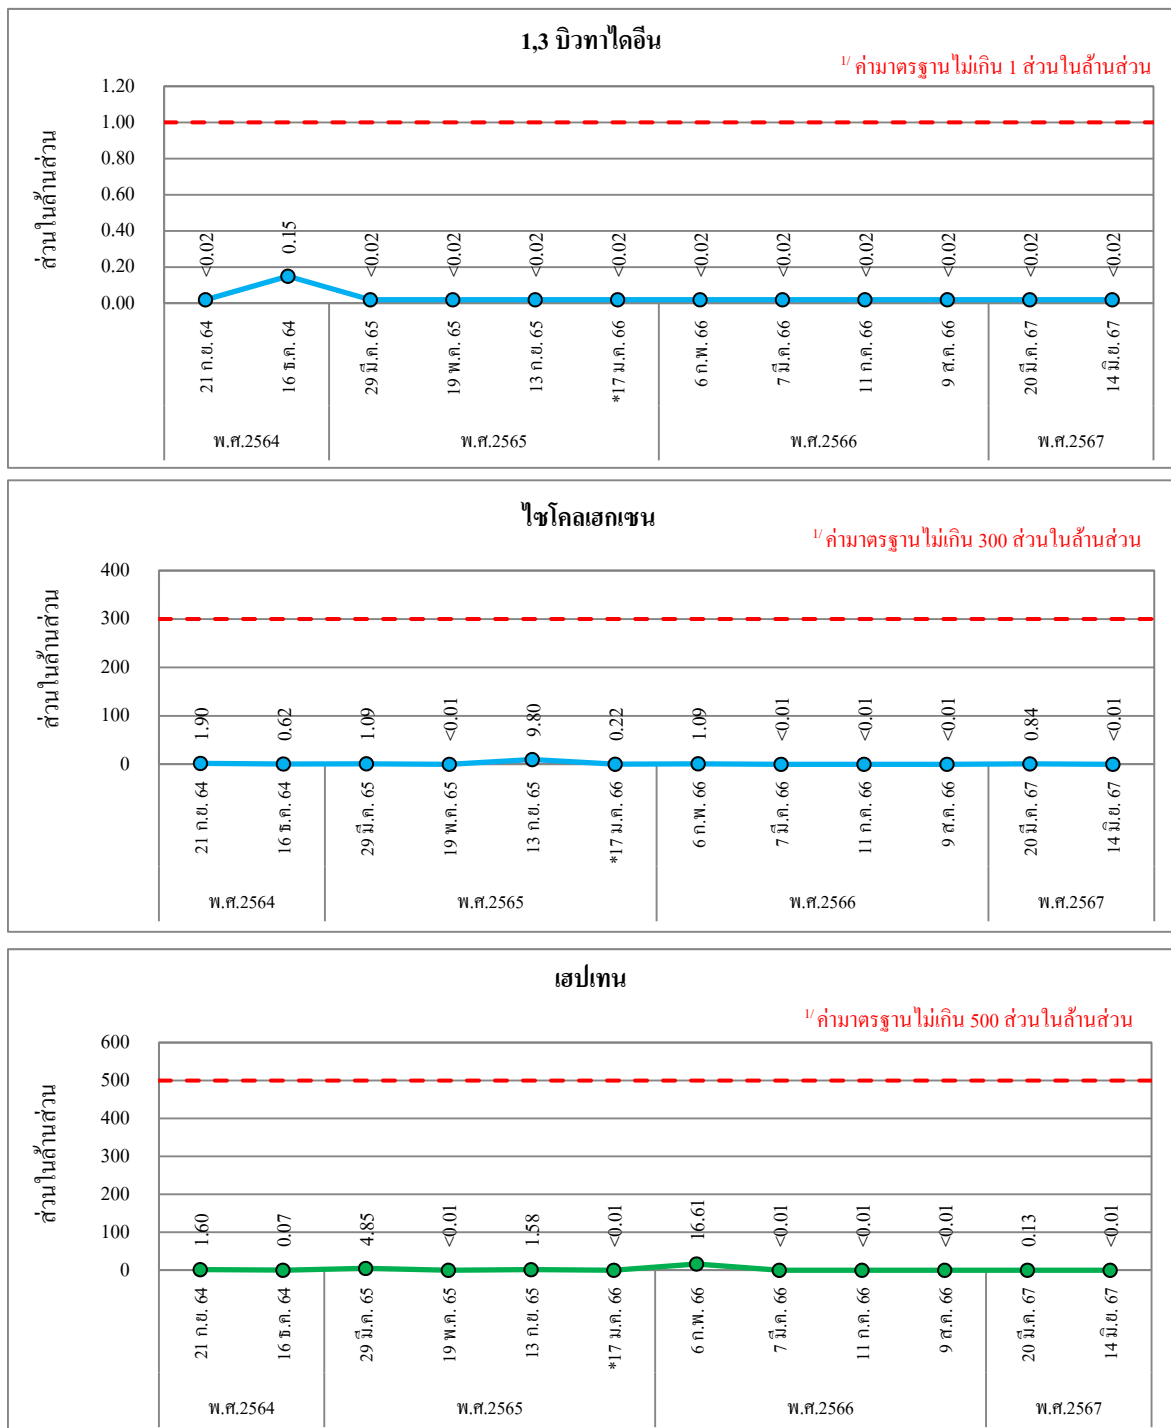 1,3 บิวทาไดอีน
1/ ค่ามาตรฐานไม่เกิน 1 ส่วนในล้านส่วน
ส่วนในล้านส่วน
1.20
1.00
0.80
0.60
0.40
0.20
0.00
<0.02 0.15 <0.02 <0.02 <0.02 <0.02 <0.02 <0.02 <0.02 <0.02 <0.02 <0.02
21 ก.ย. 64 16 ธ.ค. 64 29 มี.ค. 65 19 พ.ค. 65 13 ก.ย. 65 *17 ม.ค. 66 6 ก.พ. 66 7 มี.ค. 66 11 ก.ค. 66 9 ส.ค. 66 20 มี.ค. 67 14 มิ.ย. 67
พ.ศ.2564 พ.ศ.2565 พ.ศ.2566 พ.ศ.2567
ไซโคลเฮกเซน
1/ ค่ามาตรฐานไม่เกิน 300 ส่วนในล้านส่วน
ส่วนในล้านส่วน
400
300
200
100
0
1.90 0.62 1.09 <0.01 9.80 0.22 1.09 <0.01 <0.01 <0.01 0.84 <0.01
21 ก.ย. 64 16 ธ.ค. 64 29 มี.ค. 65 19 พ.ค. 65 13 ก.ย. 65 *17 ม.ค. 66 6 ก.พ. 66 7 มี.ค. 66 11 ก.ค. 66 9 ส.ค. 66 20 มี.ค. 67 14 มิ.ย. 67
พ.ศ.2564 พ.ศ.2565 พ.ศ.2566 พ.ศ.2567
เฮปเทน
1/ ค่ามาตรฐานไม่เกิน 500 ส่วนในล้านส่วน
ส่วนในล้านส่วน
600
500
400
300
200
100
0
1.60 0.07 4.85 <0.01 1.58 <0.01 16.61 <0.01 <0.01 <0.01 0.13 <0.01
21 ก.ย. 64 16 ธ.ค. 64 29 มี.ค. 65 19 พ.ค. 65 13 ก.ย. 65 *17 ม.ค. 66 6 ก.พ. 66 7 มี.ค. 66 11 ก.ค. 66 9 ส.ค. 66 20 มี.ค. 67 14 มิ.ย. 67
พ.ศ.2564 พ.ศ.2565 พ.ศ.2566 พ.ศ.2567